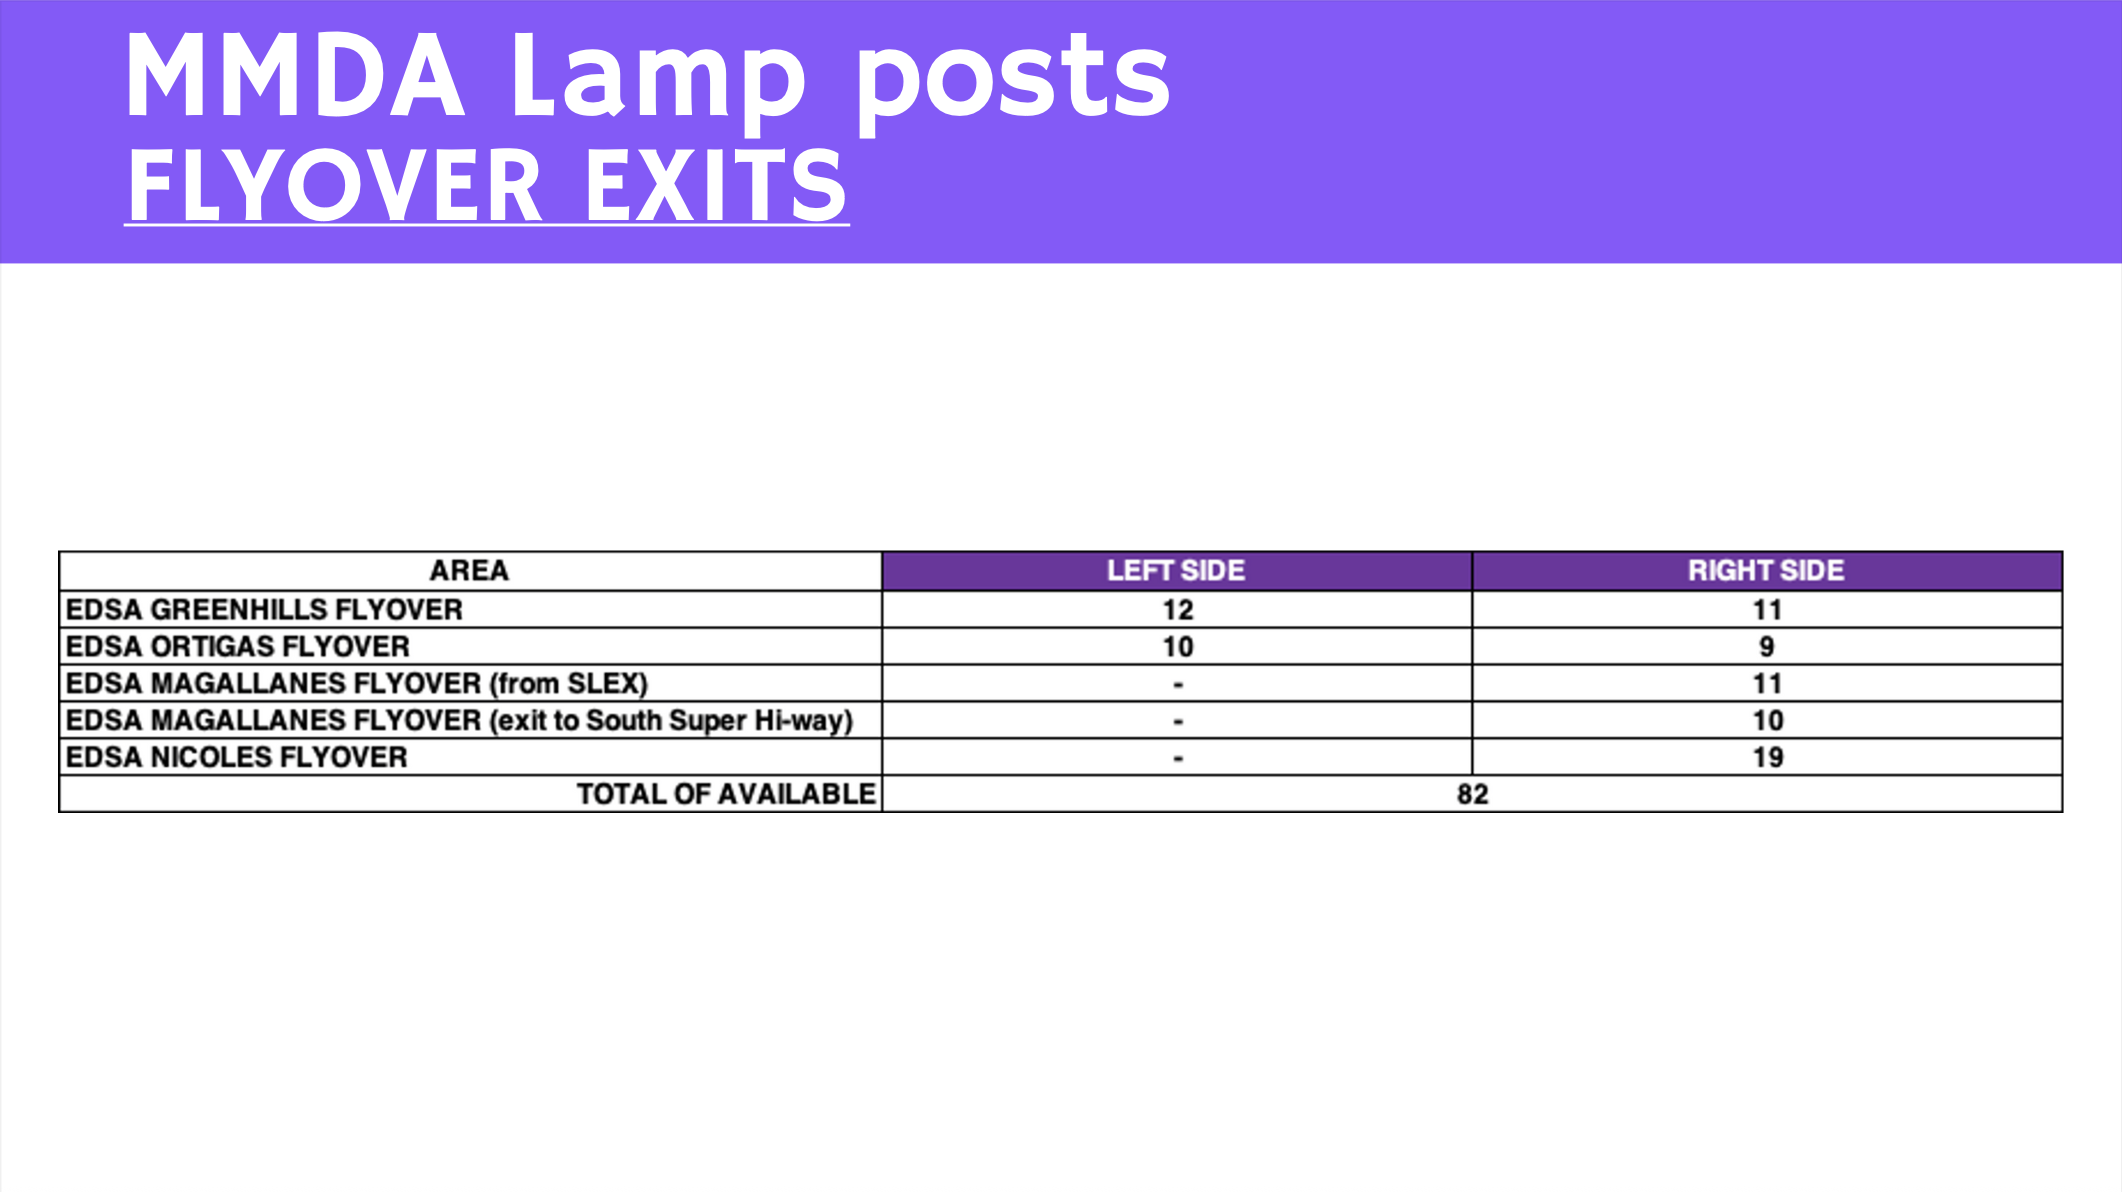 MMDA Lamp posts
FLYOVER EXITS
AREA LEFT SIDE RIGHT SIDE
EDSA GREENHILLS FLYOVER 12 11
EDSA ORTIGAS FLYOVER 10 9
EDSA MAGALLANES FLYOVER (from SLEX) - 11
EDSA MAGALLANES FLYOVER (exit to South Super Hi-way) - 10
EDSA NICOLES FLYOVER - 19
TOTAL OF AVAILABLE 82